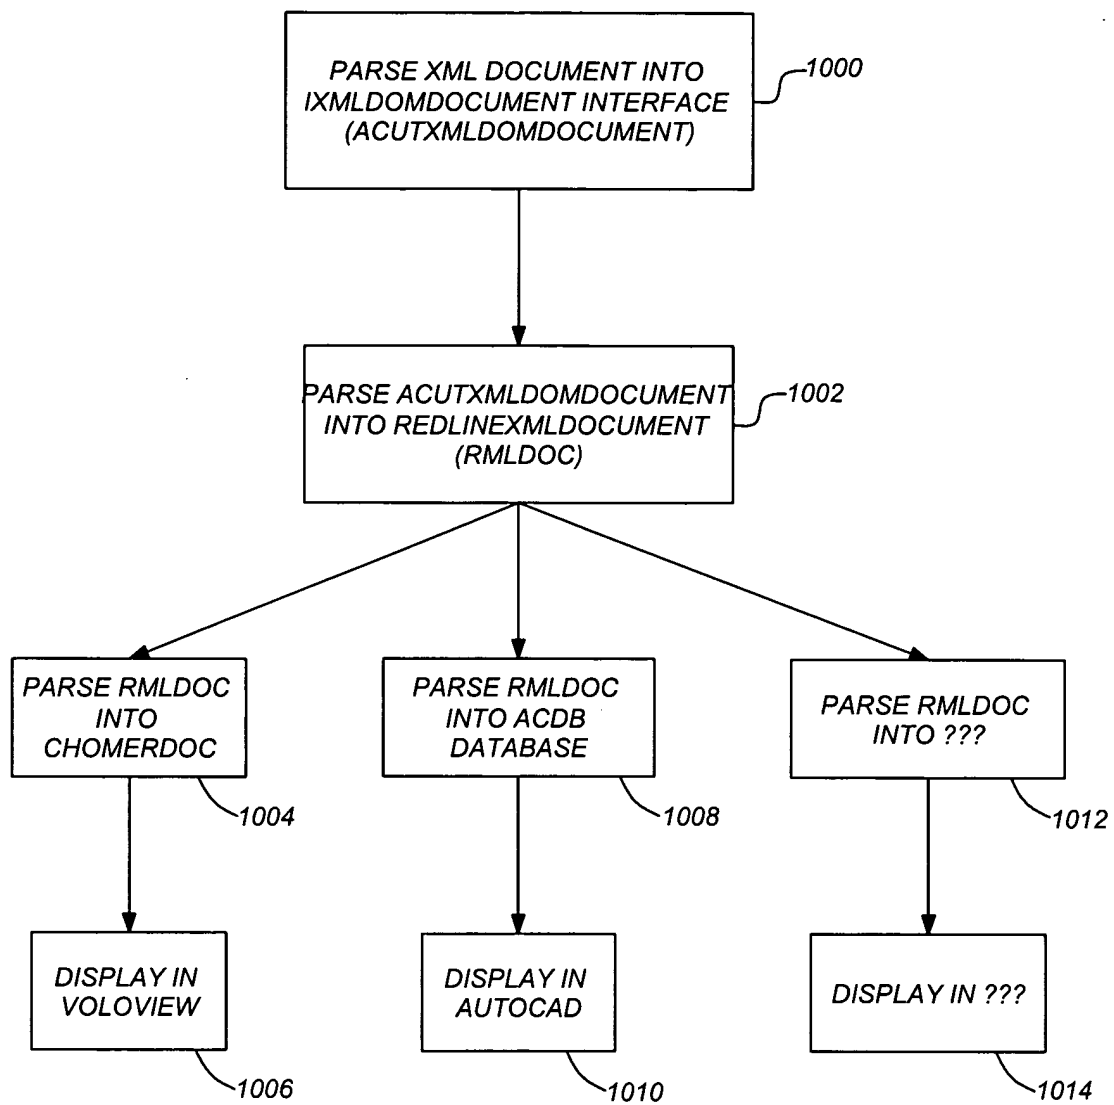 PARSE XML DOCUMENT INTO
IXMLDOMDOCUMENT INTERFACE
(ACUTXMLDOMDOCUMENT)
1000
PARSE ACUTXMLDOMDOCUMENT
INTO REDLINEXMLDOCUMENT
(RMLDOC)
1002
PARSE RMLDOC
INTO
CHOMERDOC
1004
PARSE RMLDOC
INTO ACDB
DATABASE
1008
PARSE RMLDOC
INTO ???
1012
DISPLAY IN
VOLOVIEW
1006
DISPLAY IN
AUTOCAD
1010
DISPLAY IN ???
1014